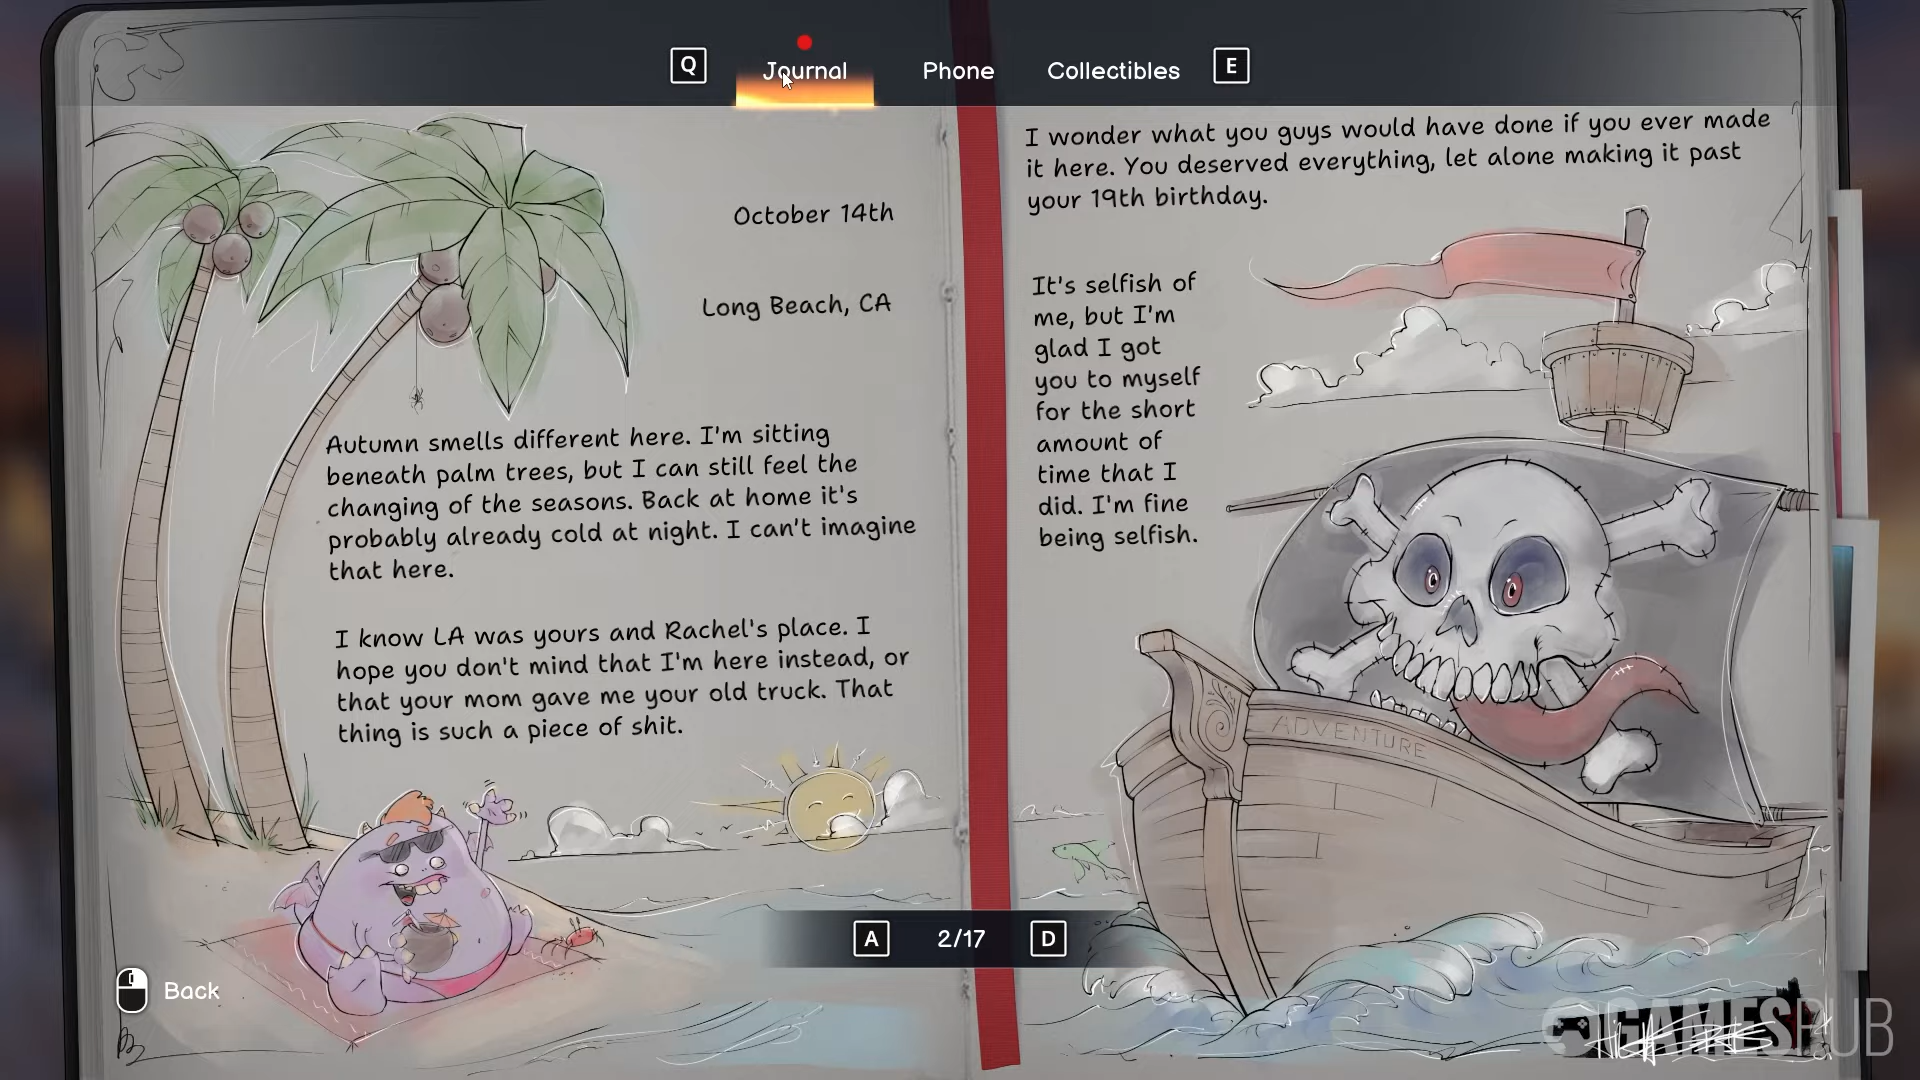 Q
Journal
Phone
Collectibles
E
October 14th
Long Beach, CA
Autumn smells different here. I'm sitting
beneath palm trees, but I can still feel the
changing of the seasons. Back at home it's
probably already cold at night. I can't imagine
that here.
I know LA was yours and Rachel's place. I
hope you don't mind that I'm here instead, or
that your mom gave me your old truck. That
thing is such a piece of shit.
I wonder what you guys would have done if you ever made
it here. You deserved everything, let alone making it past
your 19th birthday.
It's selfish of
me, but I'm
glad I got
you to myself
for the short
amount of
time that I
did. I'm fine
being selfish.
ADVENTURE
A
2/17
D
Back
GAMESPUB